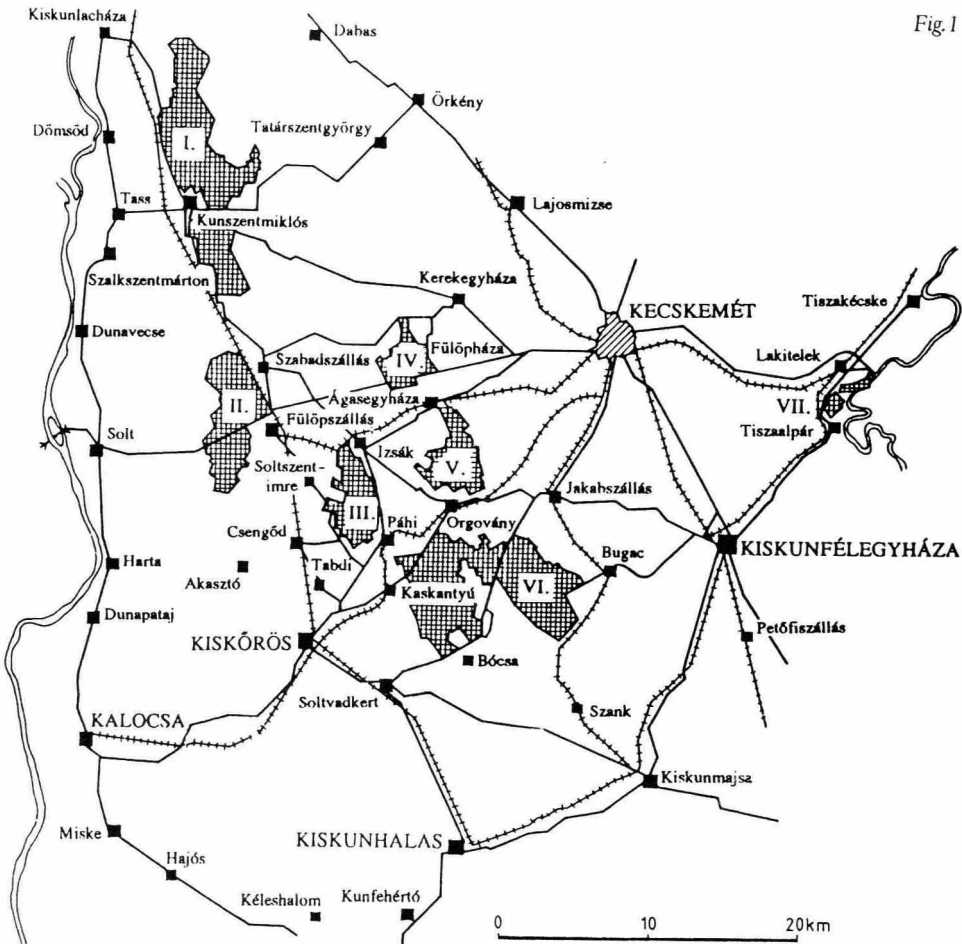 Fig. 1
Kiskunlacháza
Dabas
Örkény
Dömsöd
I.
Tatárszentgyörgy
Tass
Kunszentmiklós
Lajosmizse
Szalkszentmárton
Kerekegyháza
KECSKEMÉT
Tiszakécske
Dunavecse
Szabadszállás
IV.
Fülöpháza
Lakitelek
II.
Ágasegyháza
VII.
Fülöpszállás
Tiszaalpár
Solt
Izsák
Soltszent-
imre
V.
III.
Jakabszállás
Csengőd
Páhi
Orgovány
KISKUNFÉLEGYHÁZA
Harta
Akasztó
Tabdi
Kaskantyú
VI.
Bugac
Dunapataj
KISKŐRÖS
Petőfiszállás
Bócsa
Soltvadkert
Szank
KALOCSA
Kiskunmajsa
Miske
KISKUNHALAS
Hajós
Kéleshalom
Kunfehértó
0 10 20km